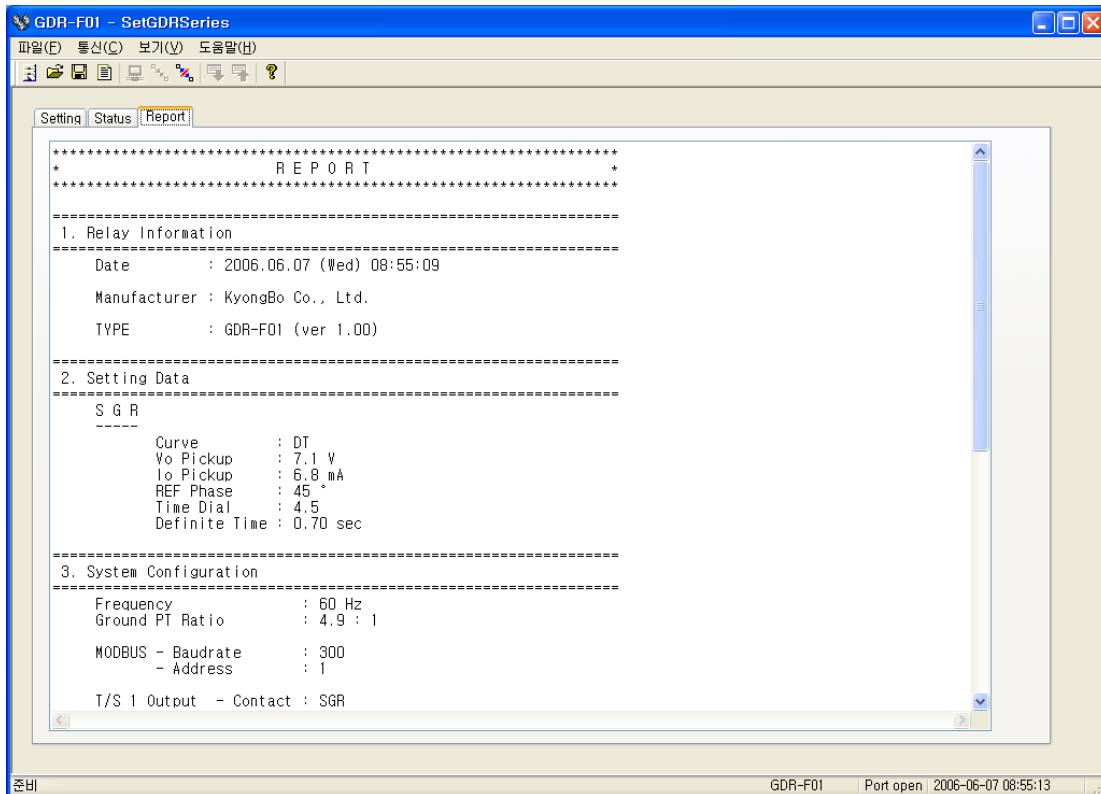 GDR-F01 - SetGDRSeries
파일(F) 통신(C) 보기(V) 도움말(H)
Setting Status Report
******************************************************************
* R E P O R T *
******************************************************************
==================================================================
1. Relay Information
==================================================================
Date : 2006.06.07 (Wed) 08:55:09
Manufacturer : KyongBo Co., Ltd.
TYPE : GDR-F01 (ver 1.00)
==================================================================
2. Setting Data
==================================================================
S G R
-----
Curve : DT
Vo Pickup : 7.1 V
Io Pickup : 6.8 mA
REF Phase : 45 °
Time Dial : 4.5
Definite Time : 0.70 sec
==================================================================
3. System Configuration
==================================================================
Frequency : 60 Hz
Ground PT Ratio : 4.9 : 1
MODBUS - Baudrate : 300
- Address : 1
T/S 1 Output - Contact : SGR
준비 GDR-F01 Port open 2006-06-07 08:55:13